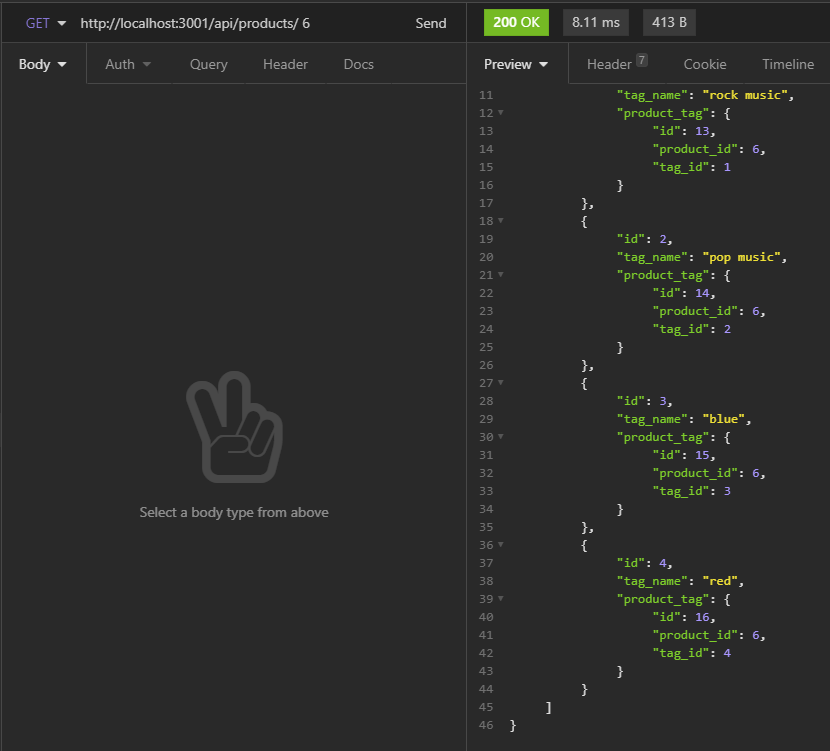 GET http://localhost:3001/api/products/ 6 Send 200 OK 8.11 ms 413 B
Body Auth Query Header Docs Preview Header 7 Cookie Timeline
11 "tag_name": "rock music",
12 "product_tag": {
13 "id": 13,
14 "product_id": 6,
15 "tag_id": 1
16 }
17 },
18 {
19 "id": 2,
20 "tag_name": "pop music",
21 "product_tag": {
22 "id": 14,
23 "product_id": 6,
24 "tag_id": 2
25 }
26 },
27 {
28 "id": 3,
29 "tag_name": "blue",
30 "product_tag": {
31 "id": 15,
32 "product_id": 6,
33 "tag_id": 3
34 }
35 },
36 {
37 "id": 4,
38 "tag_name": "red",
39 "product_tag": {
40 "id": 16,
41 "product_id": 6,
42 "tag_id": 4
43 }
44 }
45 ]
46 }
Select a body type from above